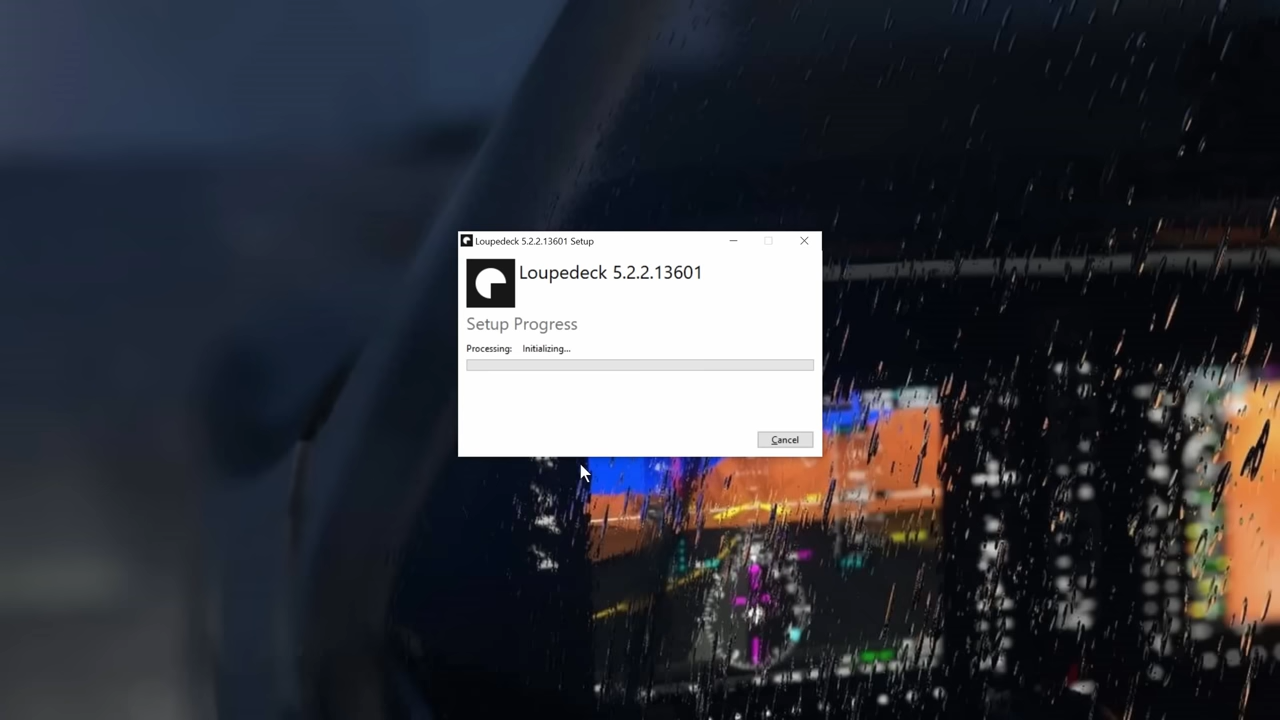 Loupedeck 5.2.2.13601 Setup
Loupedeck 5.2.2.13601
Setup Progress
Processing: Initializing...
Cancel